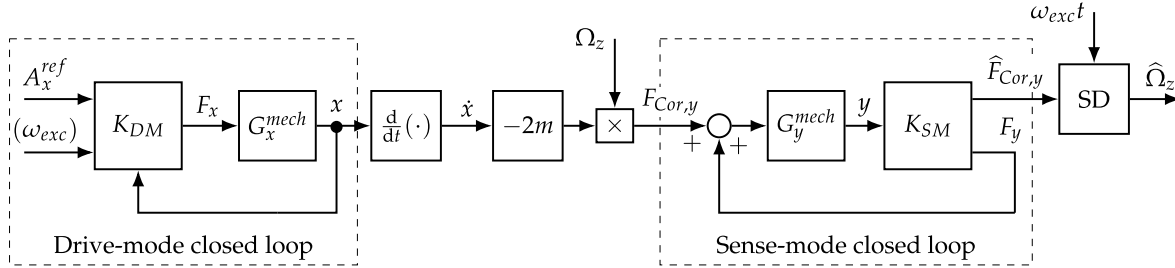 ω_exc t
Ω_z
A_x^ref
(ω_exc)
K_DM
F_x
G_x^mech
x
d/dt(·)
ẋ
−2m
×
F_Cor,y
+
+
G_y^mech
y
K_SM
F̂_Cor,y
F_y
SD
Ω̂_z
Drive-mode closed loop
Sense-mode closed loop